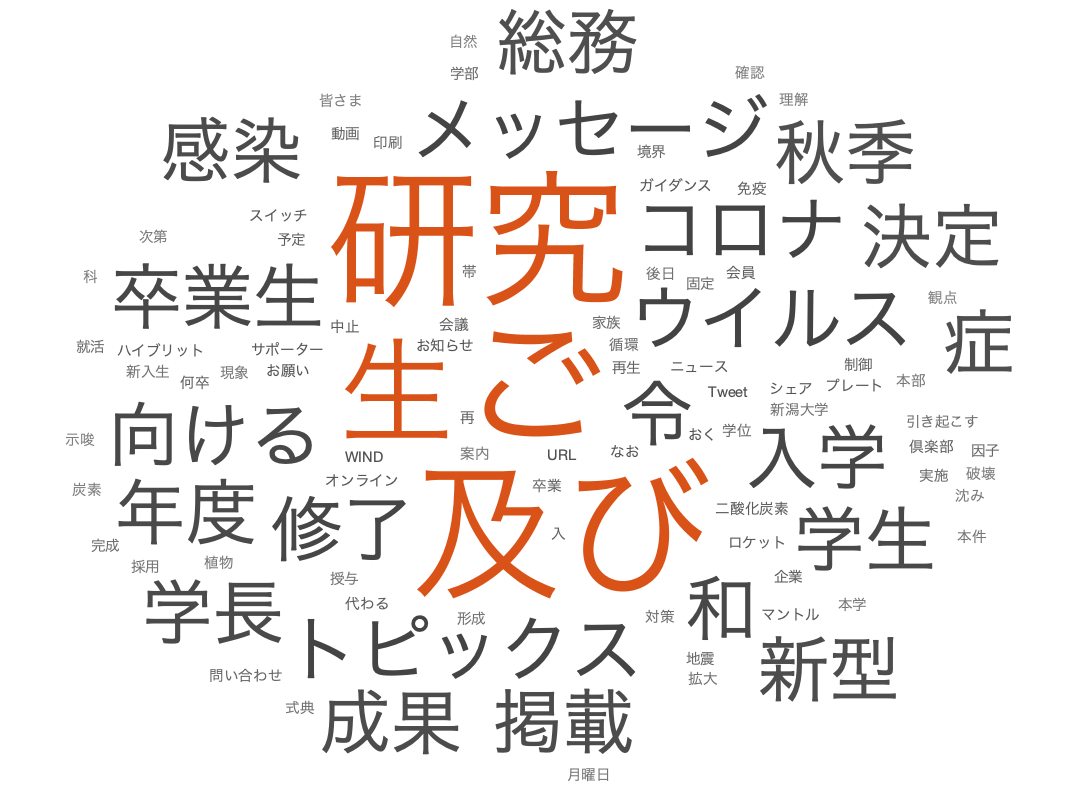 総務
自然
学部
確認
皆さま
理解
メッセージ
感染
動画
印刷
秋季
境界
研究
ガイダンス
免疫
スイッチ
コロナ
決定
次第
予定
科
卒業生
帯
後日
会員
固定
ウイルス
観点
中止
会議
家族
症
就活
ハイブリット
サポーター
お知らせ
生ご
循環
新入生
何卒
現象
お願い
再生
ニュース
制御
令
Tweet
シェア
プレート
本部
向ける
新潟大学
引き起こす
示唆
再
おく
学位
入学
倶楽部
因子
WIND
案内
URL
なお
実施
破壊
炭素
オンライン
卒業
及び
沈み
年度
修了
二酸化炭素
完成
入
ロケット
学生
本件
採用
植物
授与
企業
学長
代わる
形成
対策
和
マントル
本学
トピックス
地震
新型
問い合わせ
拡大
式典
成果
掲載
月曜日